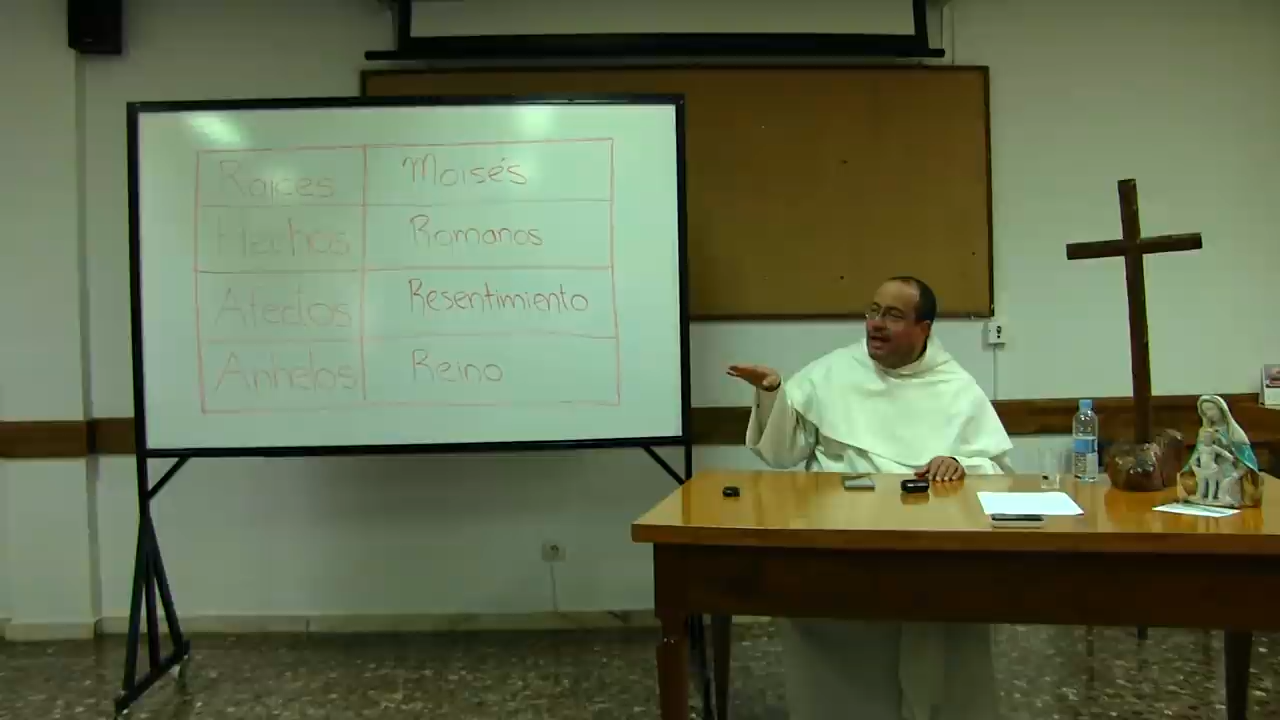 Raíces Moisés
Hechos Romanos
Afectos Resentimiento
Anhelos Reino